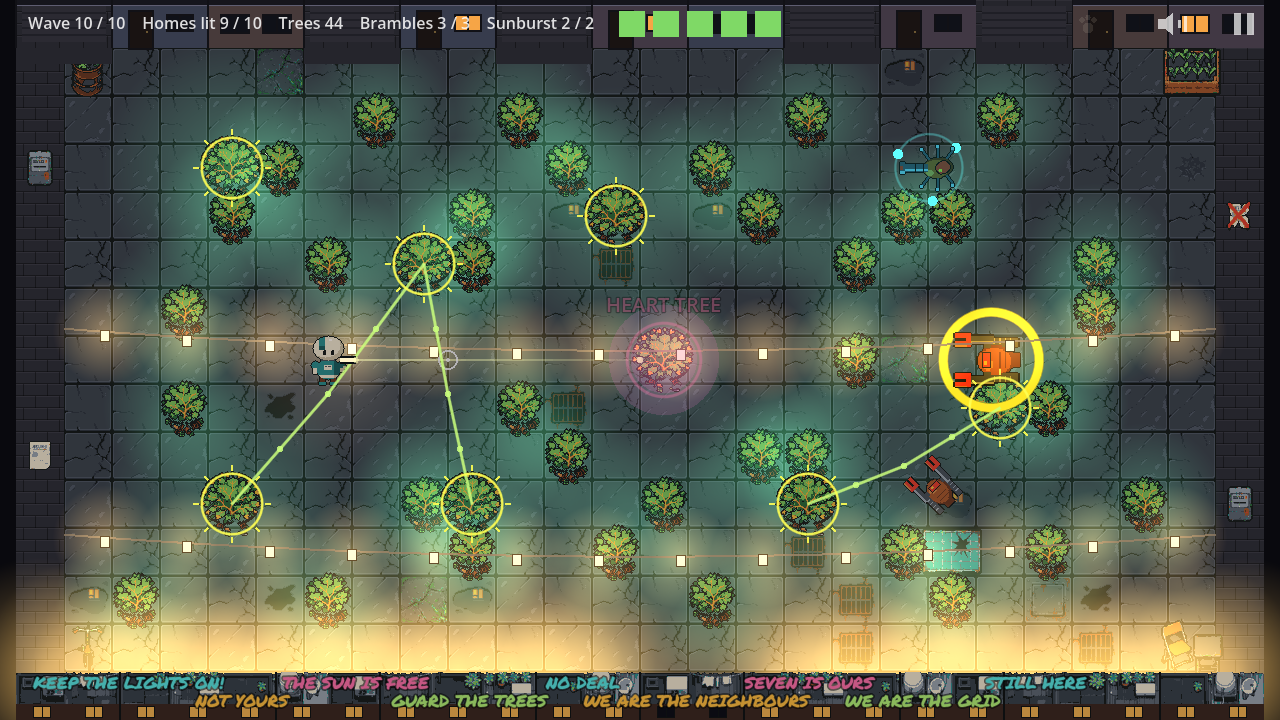 Wave 10 / 10 Homes lit 9 / 10 Trees 44 Brambles 3 / 3 Sunburst 2 / 2
HEART TREE
KEEP THE LIGHTS ON! THE SUN IS FREE NO DEAL SEVEN IS OURS STILL HERE
NOT YOURS GUARD THE TREES WE ARE THE NEIGHBOURS WE ARE THE GRID